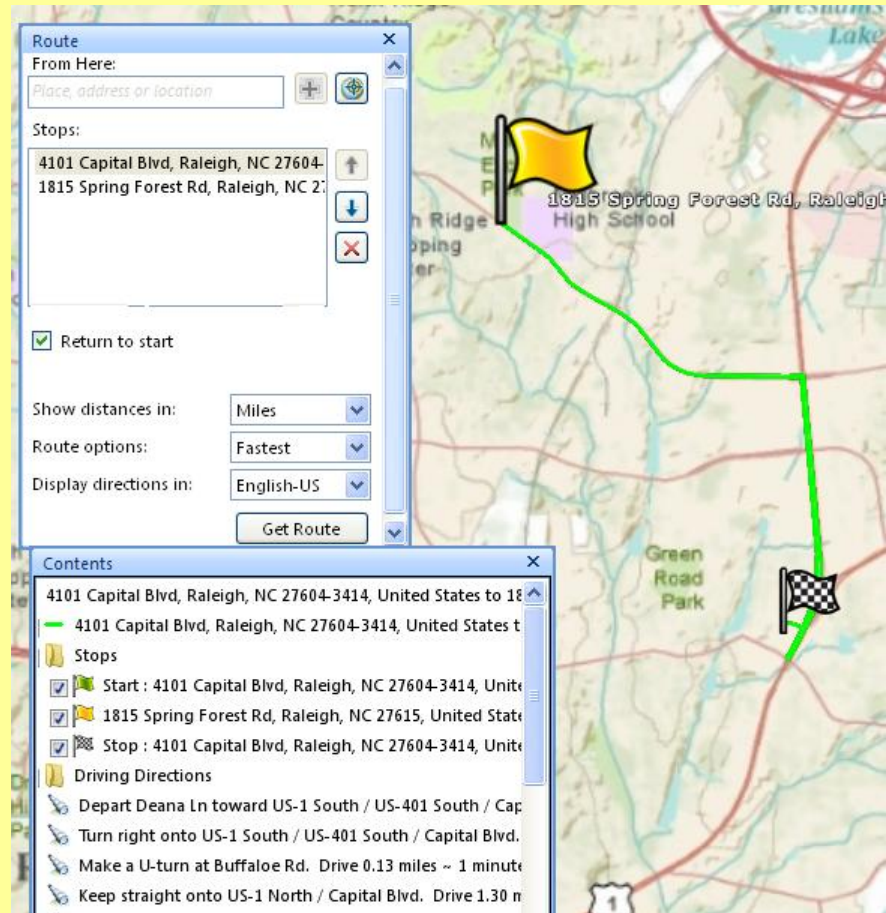 Route
From Here:
Place, address or location
Stops:
4101 Capital Blvd, Raleigh, NC 27604-
1815 Spring Forest Rd, Raleigh, NC 27
Return to start
Show distances in: Miles
Route options: Fastest
Display directions in: English-US
Get Route
Contents
4101 Capital Blvd, Raleigh, NC 27604-3414, United States to 18
4101 Capital Blvd, Raleigh, NC 27604-3414, United States t
Stops
Start : 4101 Capital Blvd, Raleigh, NC 27604-3414, Unite
1815 Spring Forest Rd, Raleigh, NC 27615, United State
Stop : 4101 Capital Blvd, Raleigh, NC 27604-3414, Unite
Driving Directions
Depart Deana Ln toward US-1 South / US-401 South / Cap
Turn right onto US-1 South / US-401 South / Capital Blvd.
Make a U-turn at Buffaloe Rd. Drive 0.13 miles ~ 1 minute
Keep straight onto US-1 North / Capital Blvd. Drive 1.30 m
Lake
1815 Spring Forest Rd, Raleigh
Ridge
High School
Green
Road
Park
1